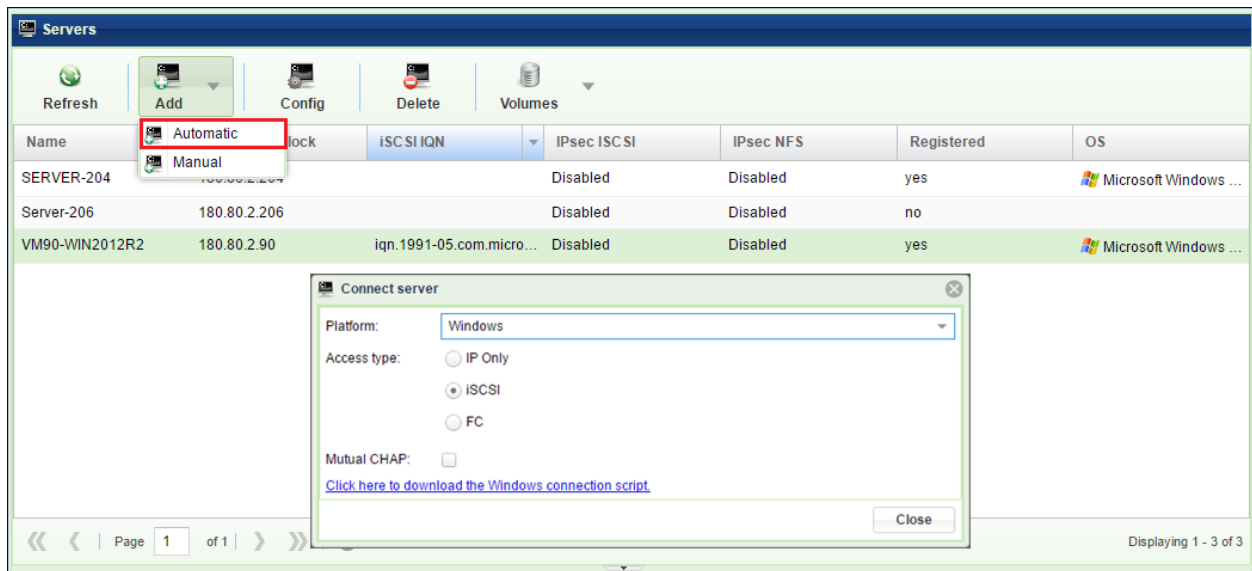 Servers
Refresh Add Config Delete Volumes
Automatic
Manual
Name lock iSCSI IQN IPsec ISCSI IPsec NFS Registered OS
SERVER-204 Disabled Disabled yes Microsoft Windows ...
Server-206 180.80.2.206 Disabled Disabled no
VM90-WIN2012R2 180.80.2.90 iqn.1991-05.com.micro... Disabled Disabled yes Microsoft Windows ...
Connect server
Platform: Windows
Access type: IP Only
iSCSI
FC
Mutual CHAP:
Click here to download the Windows connection script.
Close
Page 1 of 1 Displaying 1 - 3 of 3